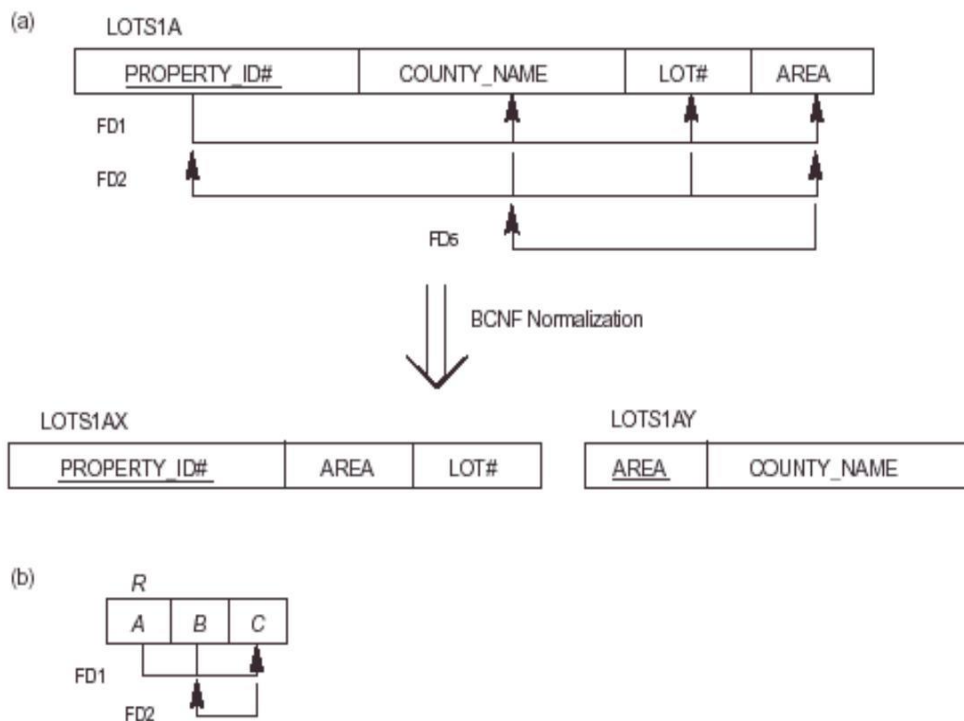 (a)
LOTS1A
PROPERTY_ID# COUNTY_NAME LOT# AREA
FD1
FD2
FD5
BCNF Normalization
LOTS1AX
PROPERTY_ID# AREA LOT#
LOTS1AY
AREA COUNTY_NAME
(b)
R
A B C
FD1
FD2